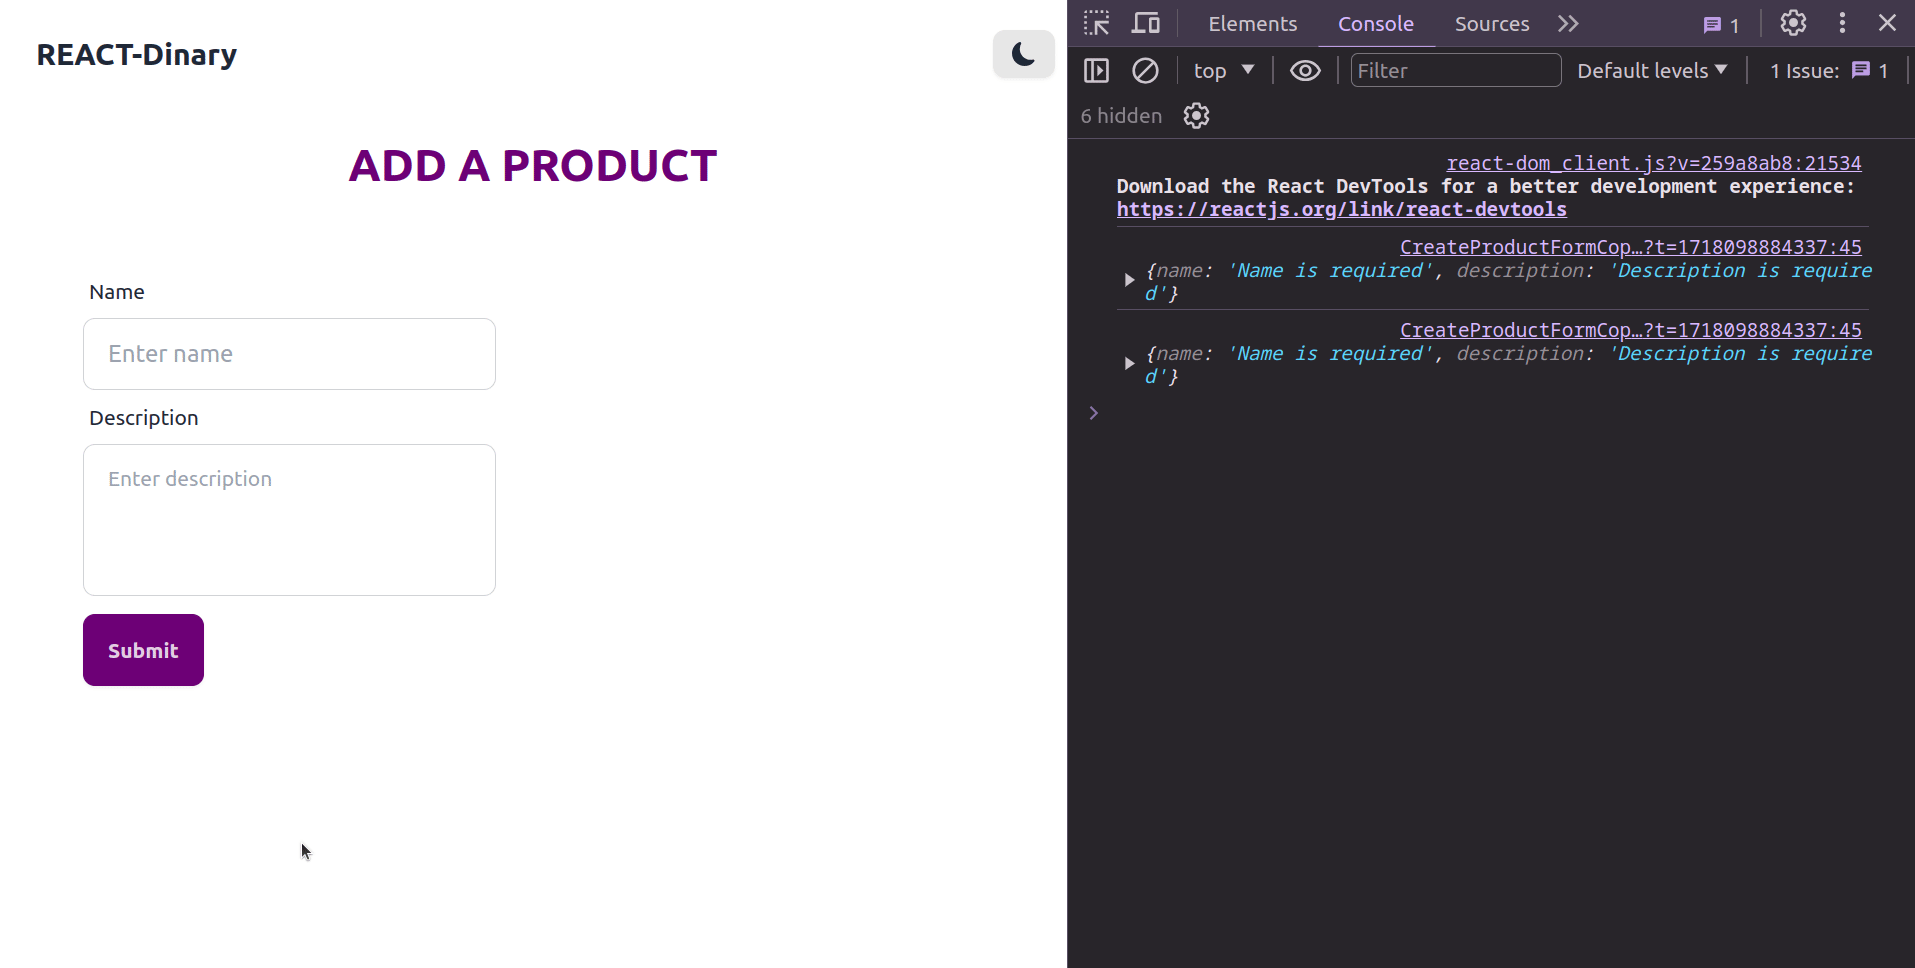 REACT-Dinary
ADD A PRODUCT
Name
Enter name
Description
Enter description
Submit
Elements Console Sources 1
top Filter Default levels 1 Issue: 1
6 hidden
react-dom_client.js?v=259a8ab8:21534
Download the React DevTools for a better development experience:
https://reactjs.org/link/react-devtools
CreateProductFormCop…?t=1718098884337:45
{name: 'Name is required', description: 'Description is require
d'}
CreateProductFormCop…?t=1718098884337:45
{name: 'Name is required', description: 'Description is require
d'}